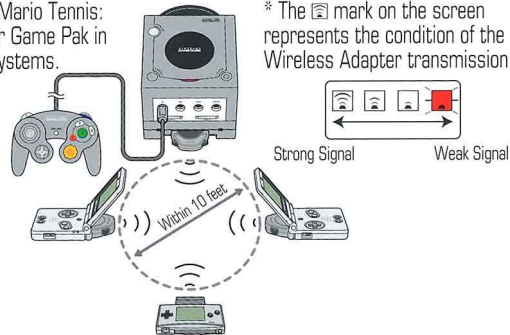 Mario Tennis:
r Game Pak in
ystems.
* The mark on the screen
represents the condition of the
Wireless Adapter transmission
Strong Signal Weak Signal
Within 10 feet